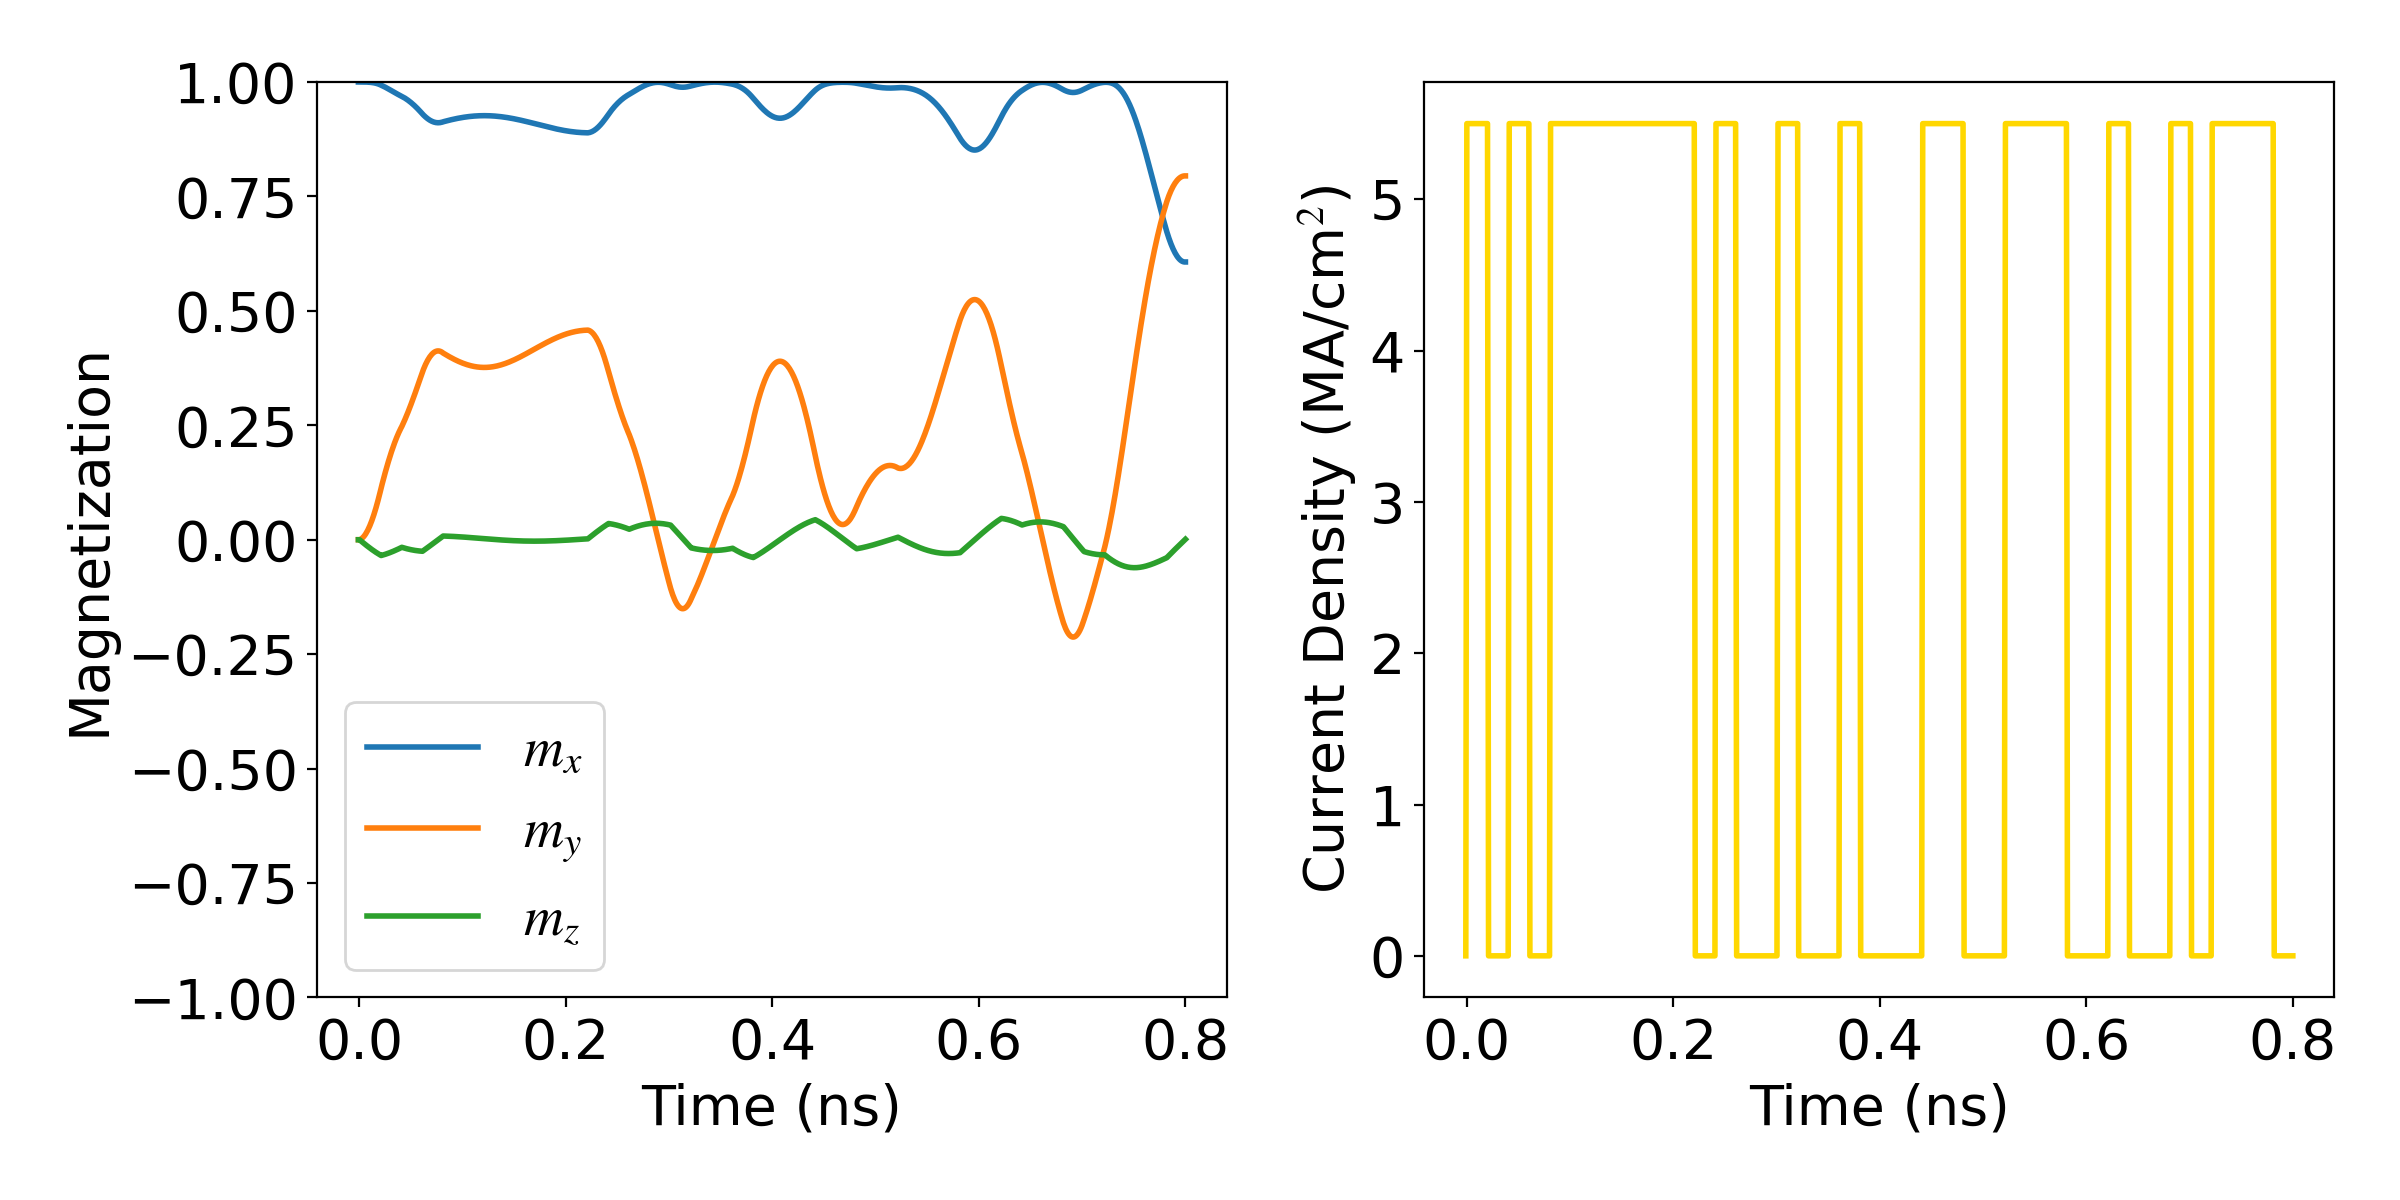 Magnetization
1.00
0.75
0.50
0.25
0.00
−0.25
−0.50
−0.75
−1.00
0.0 0.2 0.4 0.6 0.8
Time (ns)
m_x
m_y
m_z
Current Density (MA/cm²)
5
4
3
2
1
0
0.0 0.2 0.4 0.6 0.8
Time (ns)